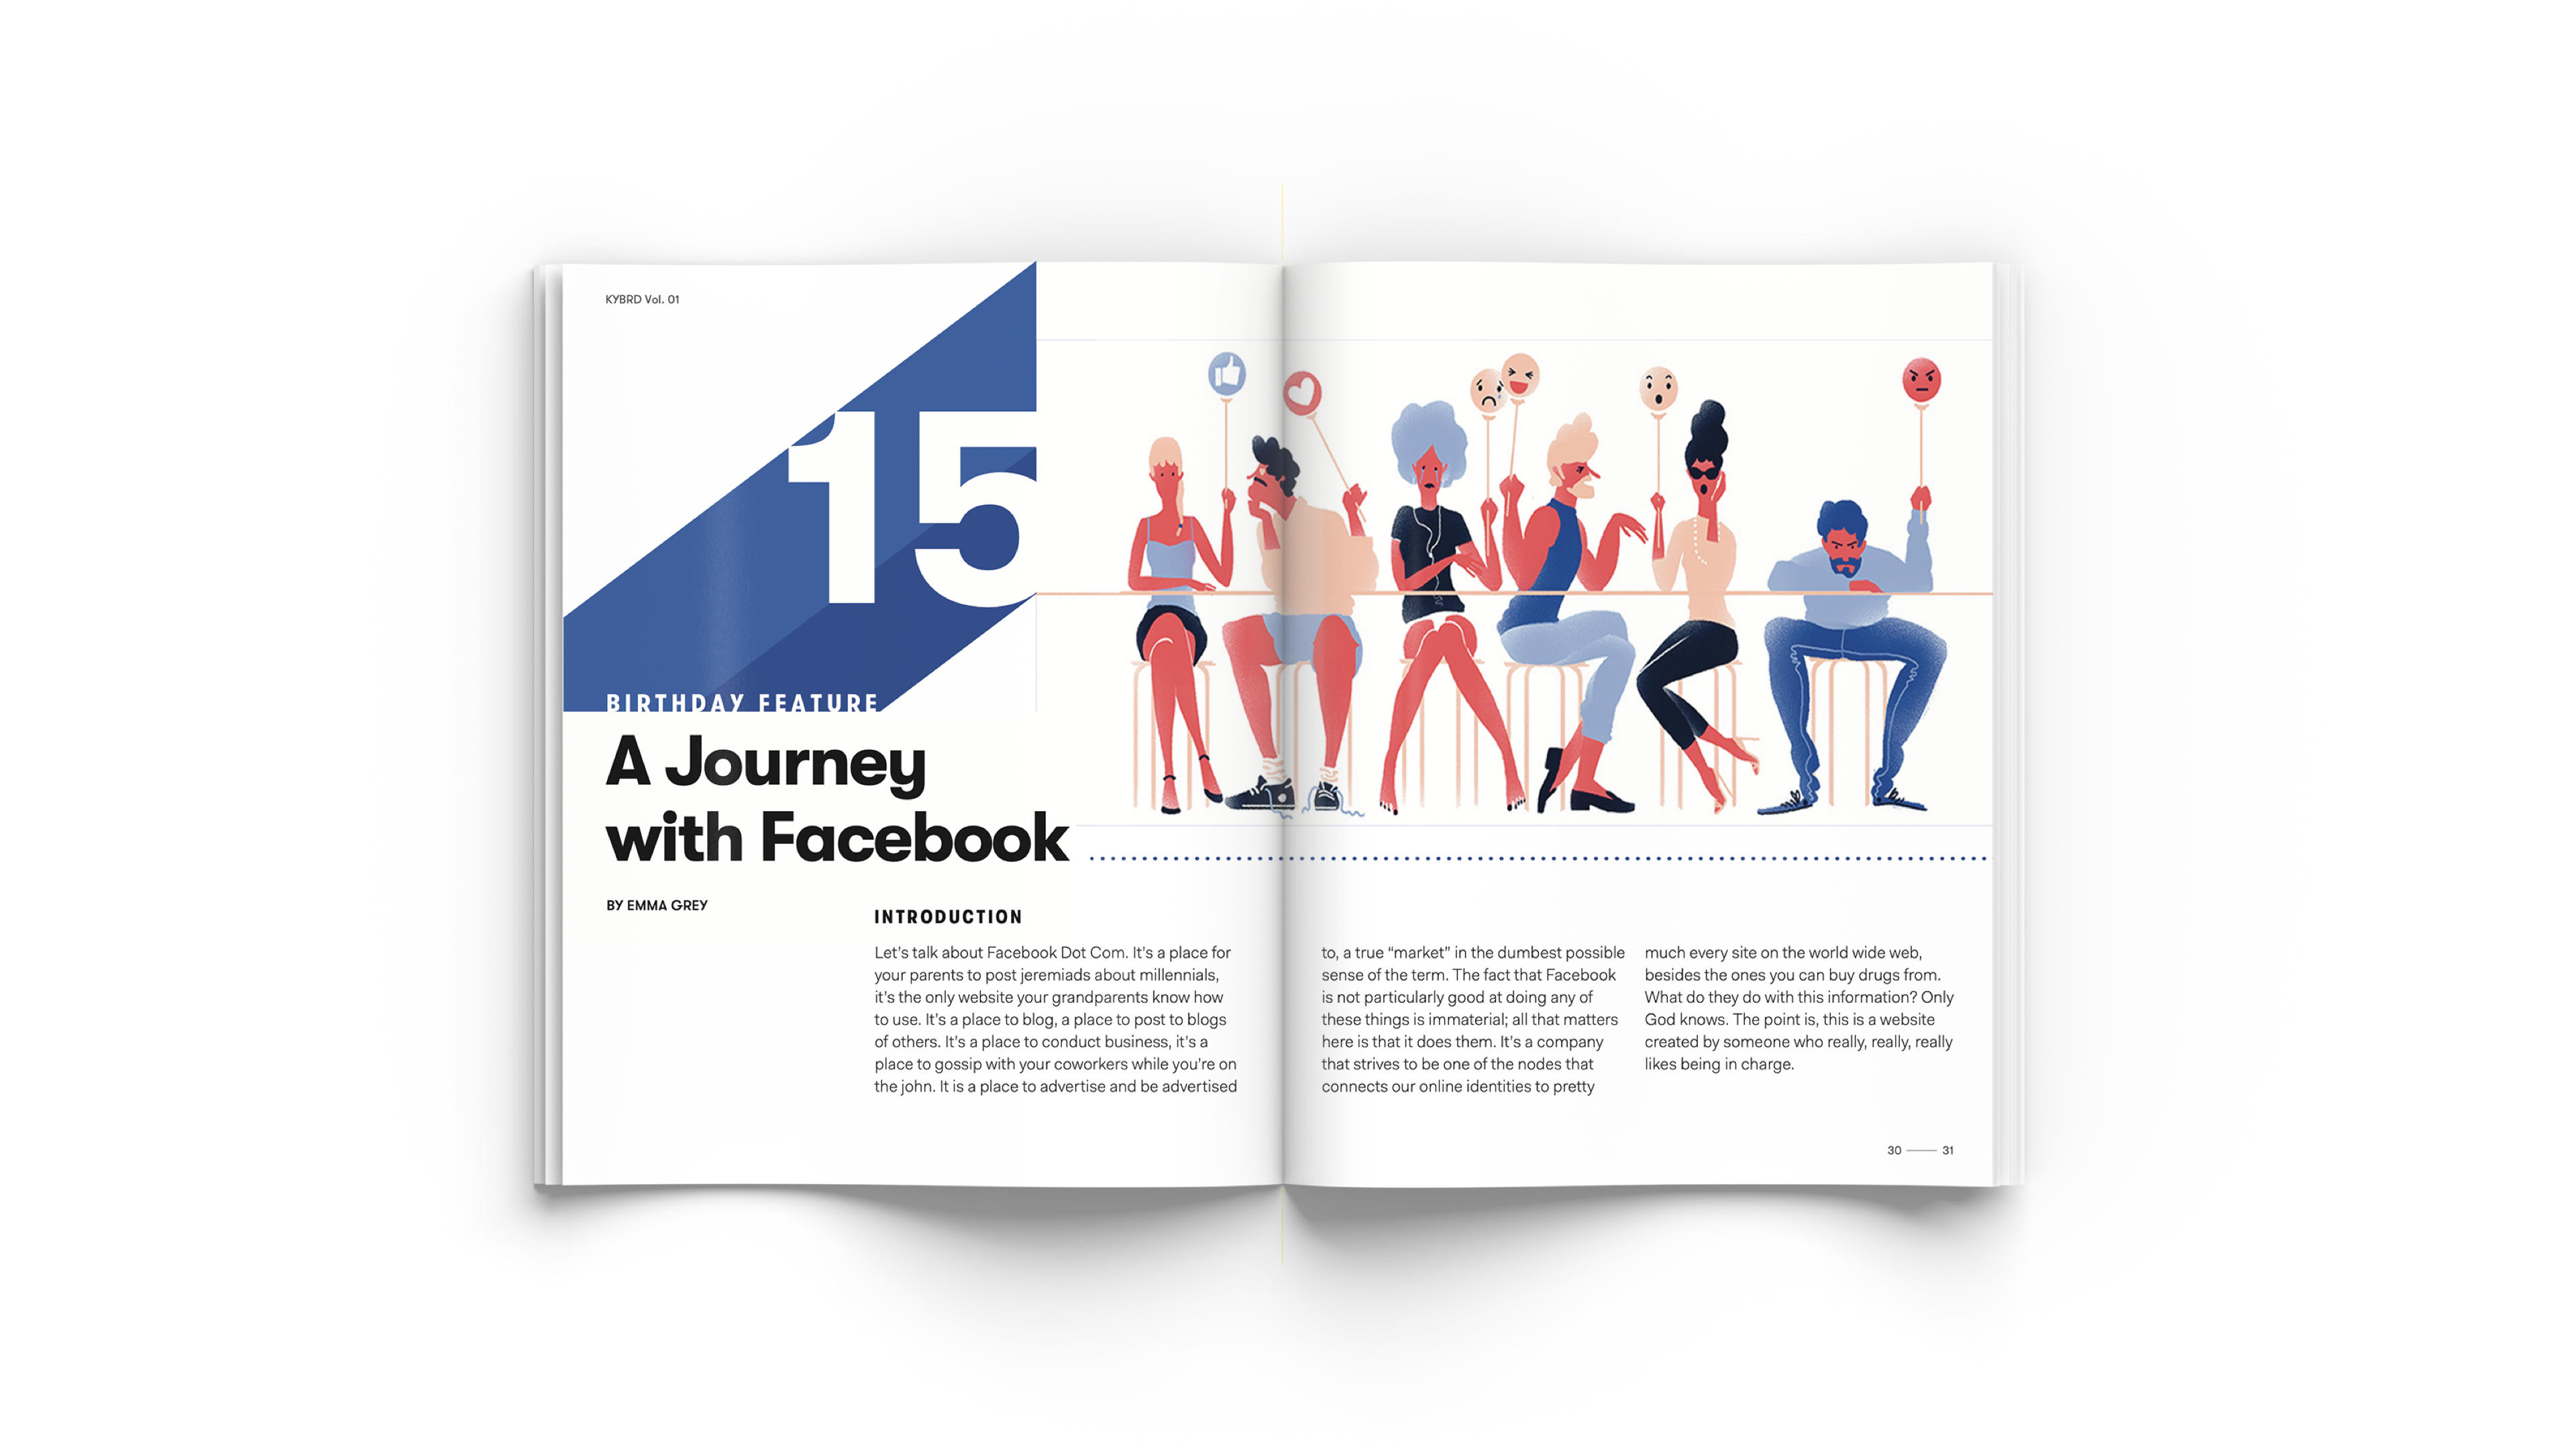 KYBRD Vol. 01
15
BIRTHDAY FEATURE
A Journey
with Facebook
BY EMMA GREY
INTRODUCTION
Let's talk about Facebook Dot Com. It's a place for
your parents to post jeremiads about millennials,
it's the only website your grandparents know how
to use. It's a place to blog, a place to post to blogs
of others. It's a place to conduct business, it's a
place to gossip with your coworkers while you're on
the john. It is a place to advertise and be advertised
to, a true “market” in the dumbest possible
sense of the term. The fact that Facebook
is not particularly good at doing any of
these things is immaterial; all that matters
here is that it does them. It's a company
that strives to be one of the nodes that
connects our online identities to pretty
much every site on the world wide web,
besides the ones you can buy drugs from.
What do they do with this information? Only
God knows. The point is, this is a website
created by someone who really, really, really
likes being in charge.
30 — 31